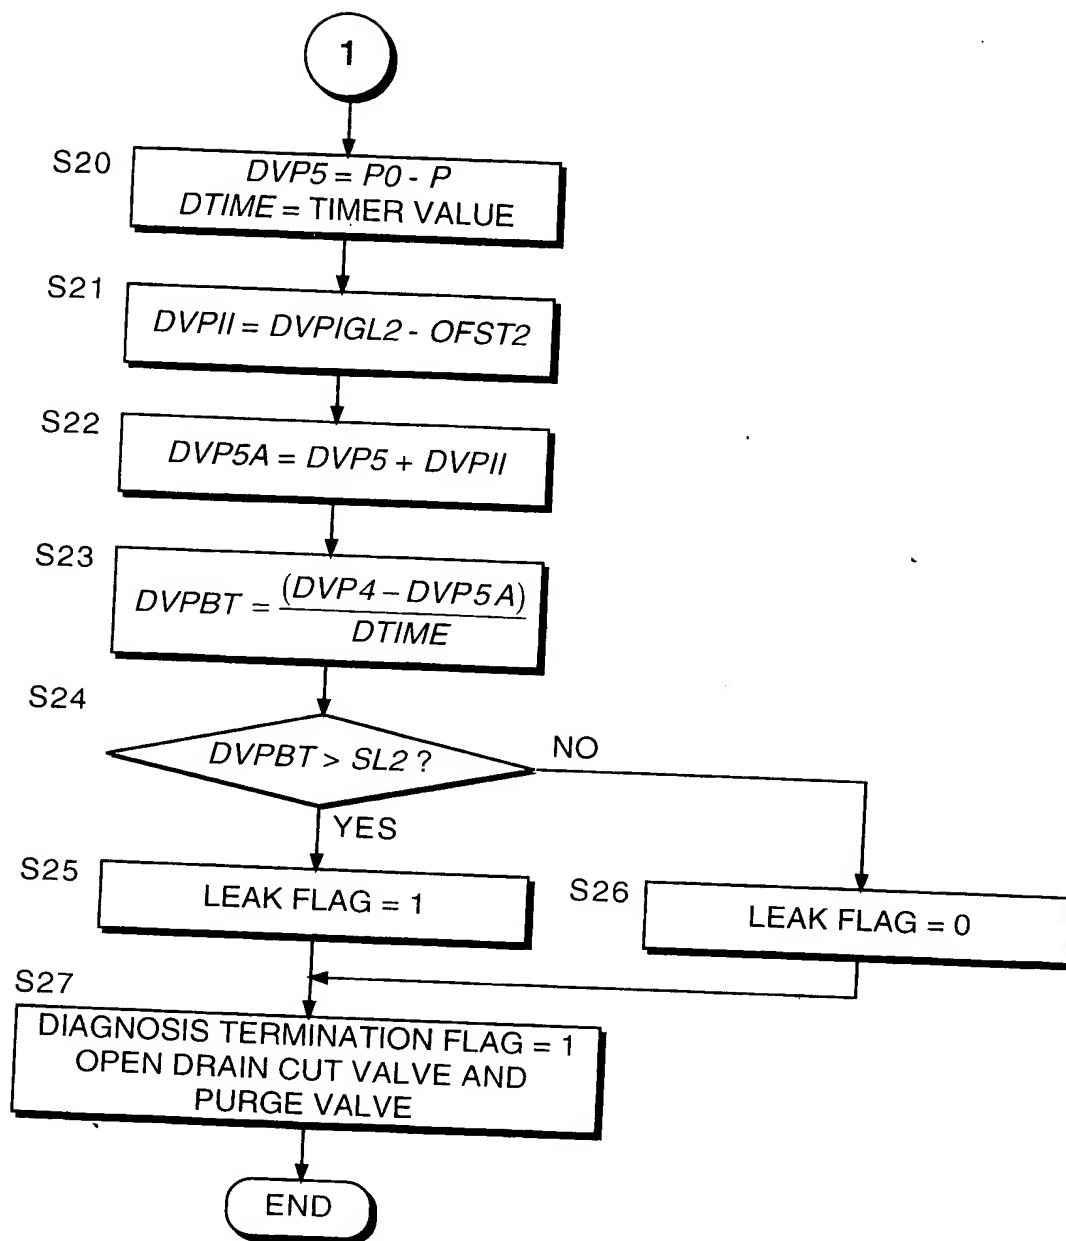 1
S20
DVP5 = P0 - P
DTIME = TIMER VALUE
S21
DVPII = DVPIGL2 - OFST2
S22
DVP5A = DVP5 + DVPII
S23
DVPBT = (DVP4 – DVP5A) / DTIME
S24
DVPBT > SL2 ?
NO
YES
S25
LEAK FLAG = 1
S26
LEAK FLAG = 0
S27
DIAGNOSIS TERMINATION FLAG = 1
OPEN DRAIN CUT VALVE AND
PURGE VALVE
END